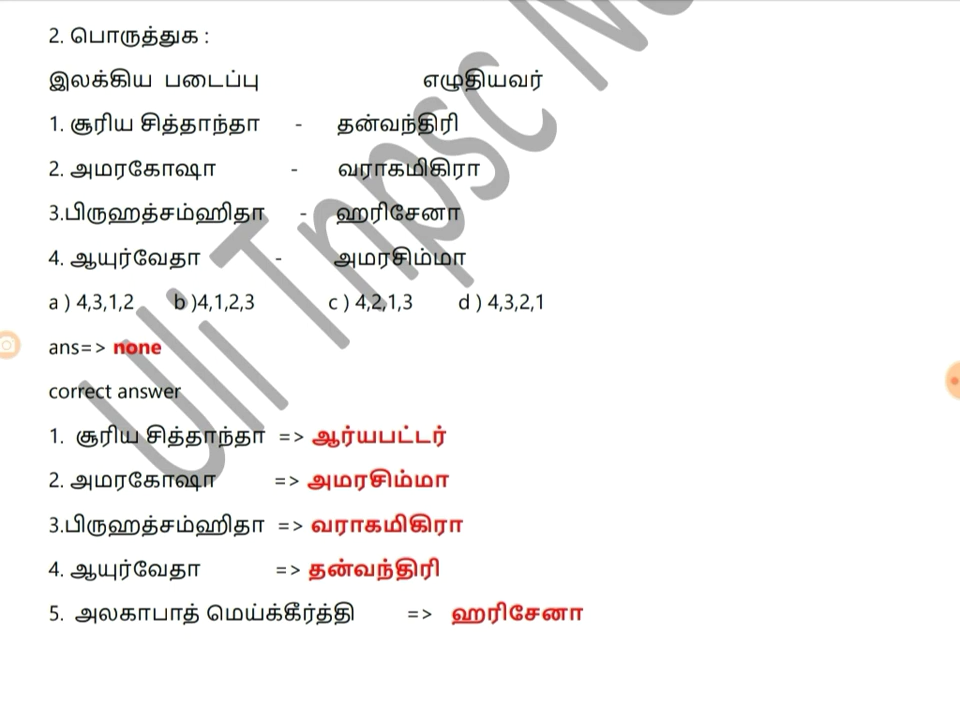 2. பொருத்துக :
இலக்கிய படைப்பு எழுதியவர்
1. சூரிய சித்தாந்தா - தன்வந்திரி
2. அமரகோஷா - வராகமிகிரா
3.பிருஹத்சம்ஹிதா - ஹரிசேனா
4. ஆயுர்வேதா - அமரசிம்மா
a ) 4,3,1,2 b )4,1,2,3 c ) 4,2,1,3 d ) 4,3,2,1
ans=> none
correct answer
1. சூரிய சித்தாந்தா => ஆர்யபட்டர்
2. அமரகோஷா => அமரசிம்மா
3.பிருஹத்சம்ஹிதா => வராகமிகிரா
4. ஆயுர்வேதா => தன்வந்திரி
5. அலகாபாத் மெய்க்கீர்த்தி => ஹரிசேனா
Tnpsc